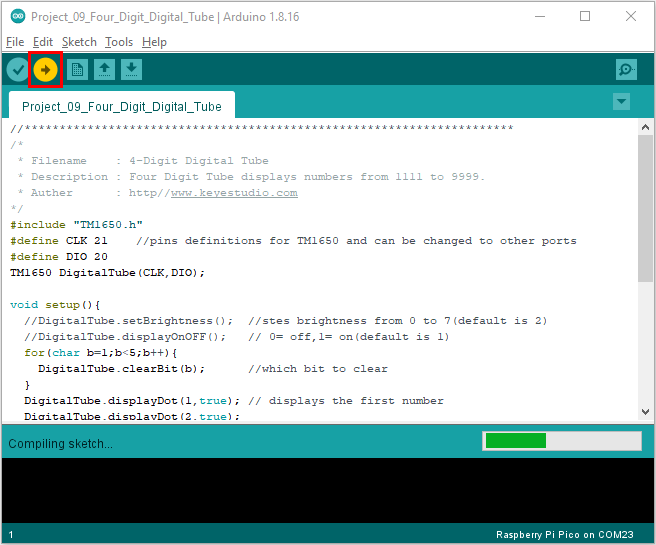 Project_09_Four_Digit_Digital_Tube | Arduino 1.8.16
File Edit Sketch Tools Help
Project_09_Four_Digit_Digital_Tube
//**********************************************************************
/*
 * Filename    : 4-Digit Digital Tube
 * Description : Four Digit Tube displays numbers from 1111 to 9999.
 * Auther      : http//www.keyestudio.com
*/
#include "TM1650.h"
#define CLK 21    //pins definitions for TM1650 and can be changed to other ports
#define DIO 20
TM1650 DigitalTube(CLK,DIO);
void setup(){
  //DigitalTube.setBrightness();  //stes brightness from 0 to 7(default is 2)
  //DigitalTube.displayOnOFF();   // 0= off,1= on(default is 1)
  for(char b=1;b<5;b++){
    DigitalTube.clearBit(b);      //which bit to clear
  }
  DigitalTube.displayDot(1,true); // displays the first number
  DigitalTube.displayDot(2,true);
Compiling sketch...
1 Raspberry Pi Pico on COM23